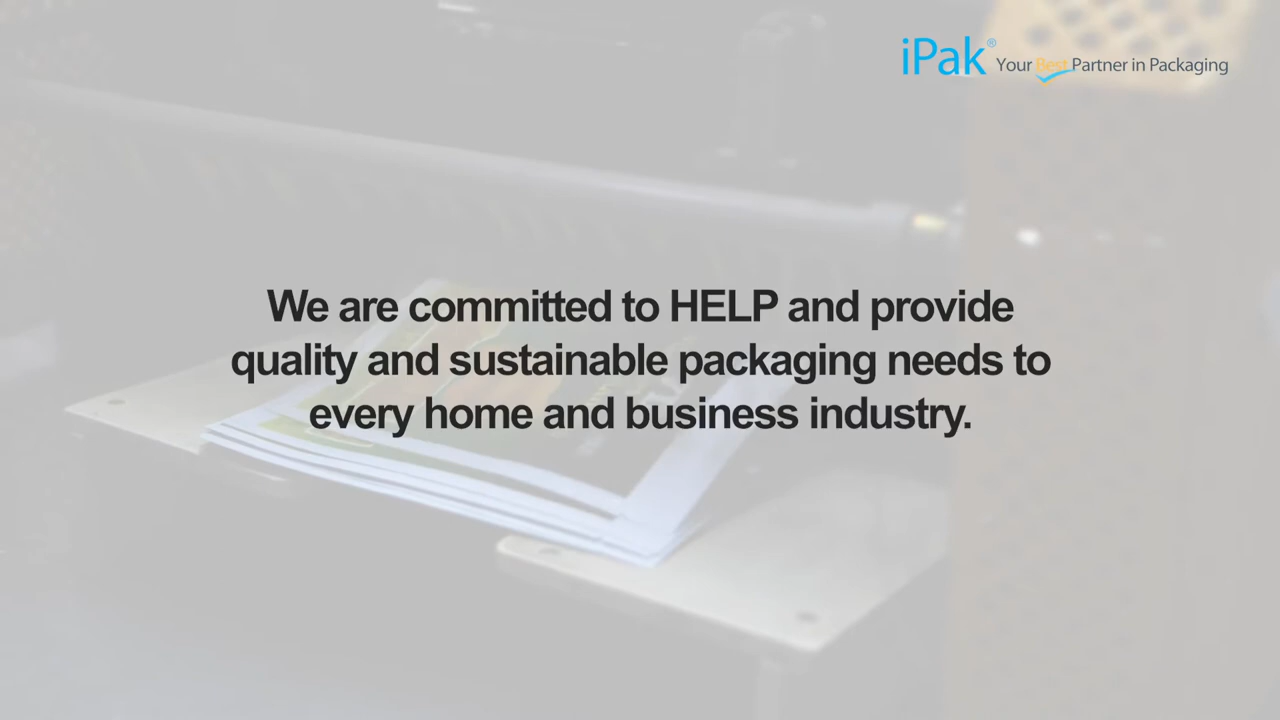 iPak® Your Best Partner in Packaging
We are committed to HELP and provide
quality and sustainable packaging needs to
every home and business industry.